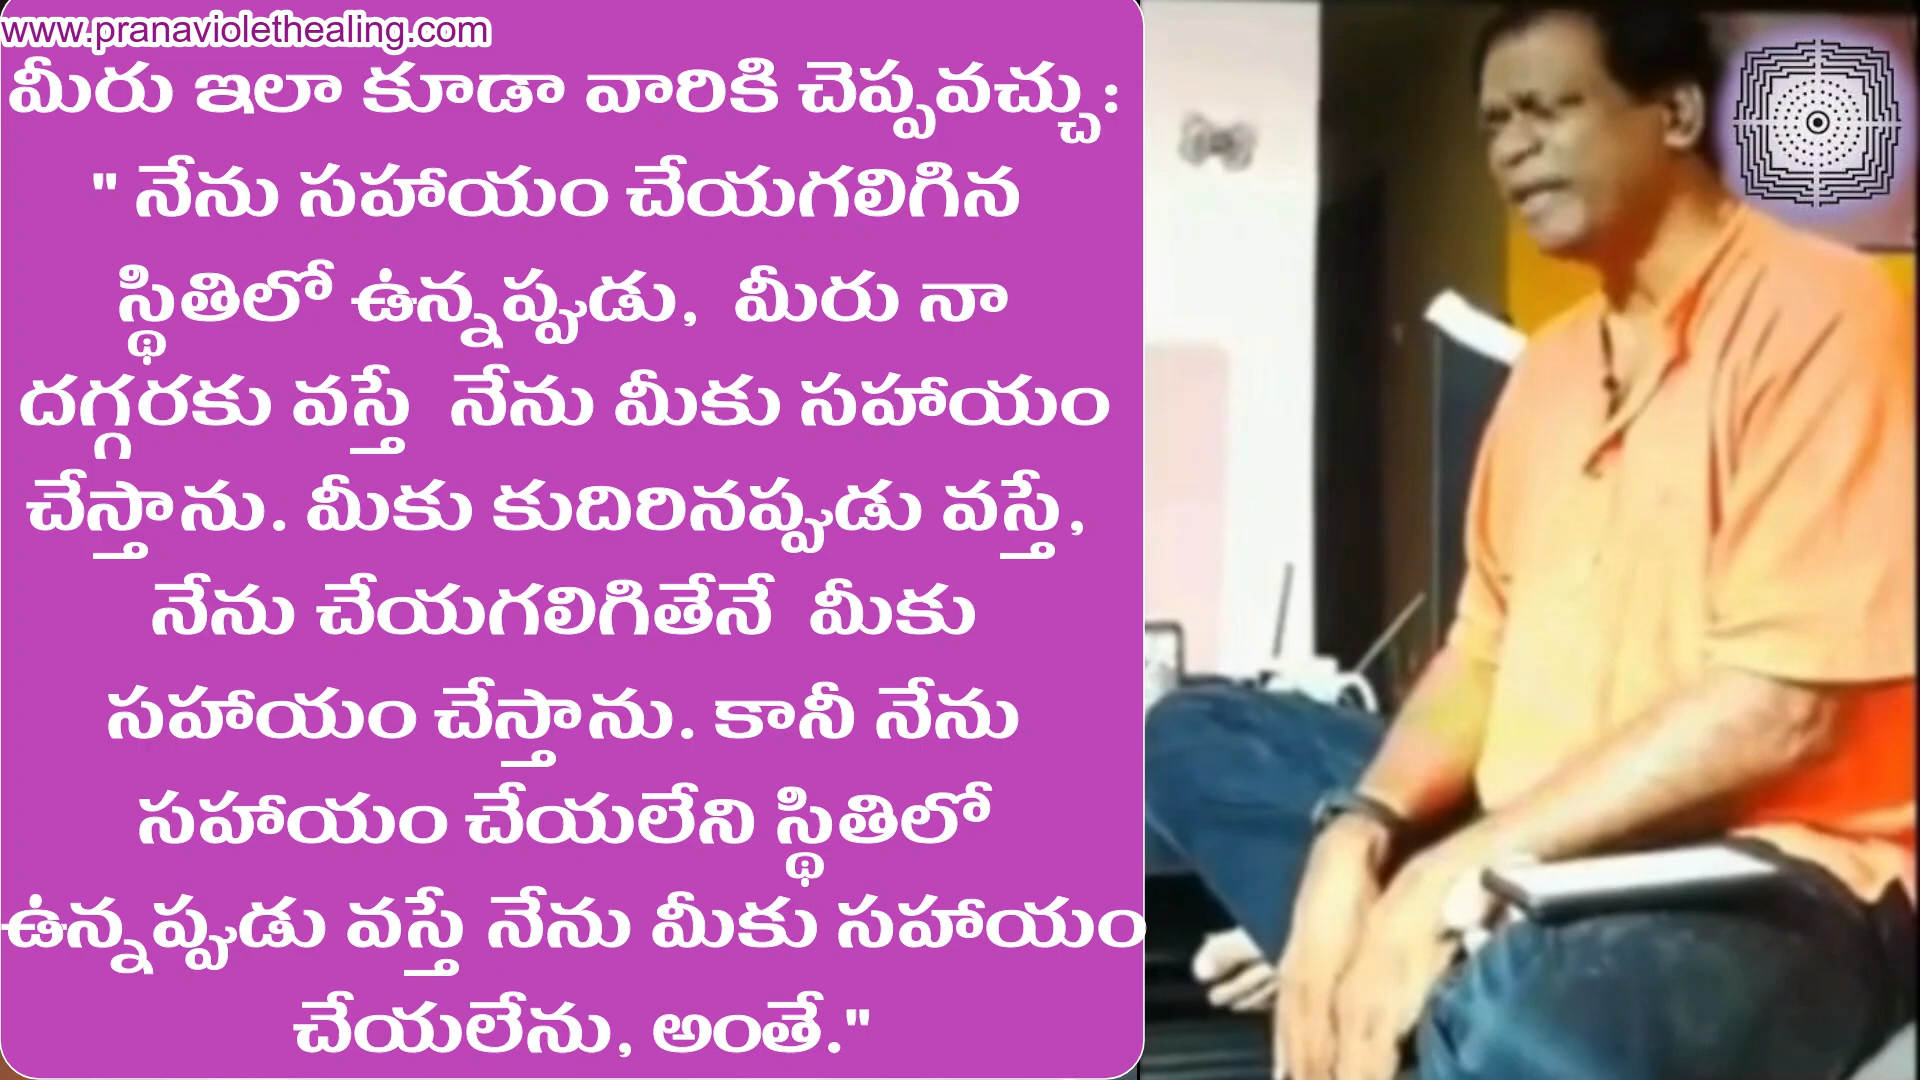 www.pranaviolethealing.com
మీరు ఇలా కూడా వారికి చెప్పవచ్చు:
" నేను సహాయం చేయగలిగిన
స్థితిలో ఉన్నప్పుడు, మీరు నా
దగ్గరకు వస్తే నేను మీకు సహాయం
చేస్తాను. మీకు కుదిరినప్పుడు వస్తే,
నేను చేయగలిగితేనే మీకు
సహాయం చేస్తాను. కానీ నేను
సహాయం చేయలేని స్థితిలో
ఉన్నప్పుడు వస్తే నేను మీకు సహాయం
చేయలేను, అంతే."